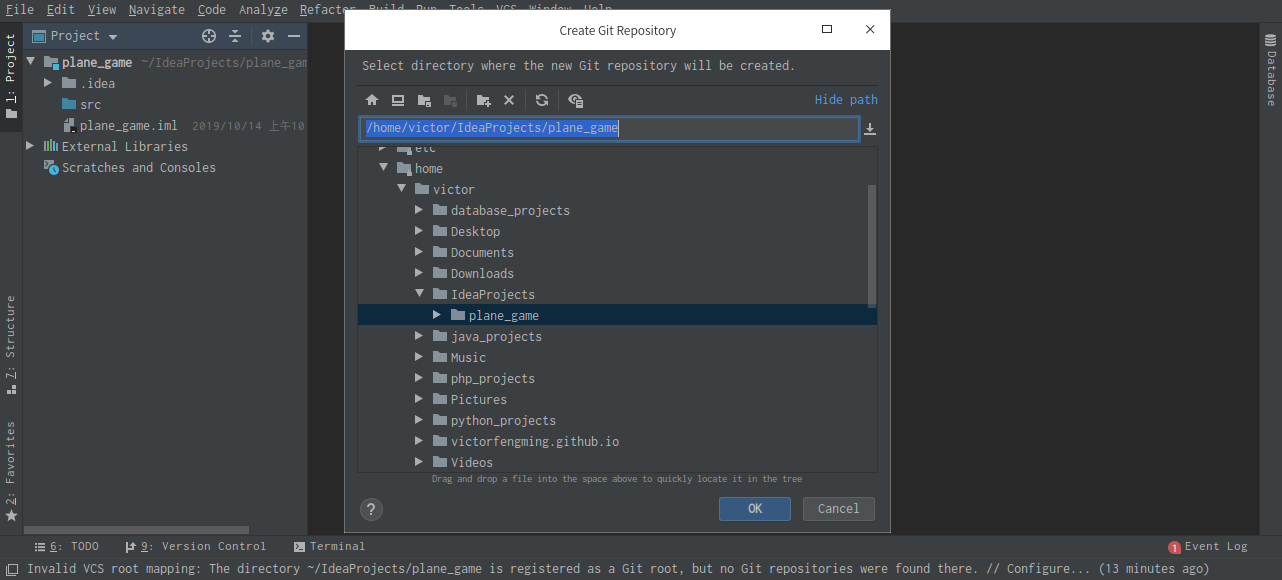 File Edit View Navigate Code Analyze Refactor Build Run Tools VCS Window Help
Create Git Repository
1: Project
Project
plane_game ~/IdeaProjects/plane_gam
.idea
src
plane_game.iml 2019/10/14 上午10
External Libraries
Scratches and Consoles
7: Structure
2: Favorites
Select directory where the new Git repository will be created.
Hide path
/home/victor/IdeaProjects/plane_game
etc
home
victor
database_projects
Desktop
Documents
Downloads
IdeaProjects
plane_game
java_projects
Music
php_projects
Pictures
python_projects
victorfengming.github.io
Videos
Drag and drop a file into the space above to quickly locate it in the tree
?
OK
Cancel
Database
6: TODO
9: Version Control
Terminal
1 Event Log
Invalid VCS root mapping: The directory ~/IdeaProjects/plane_game is registered as a Git root, but no Git repositories were found there. // Configure... (13 minutes ago)